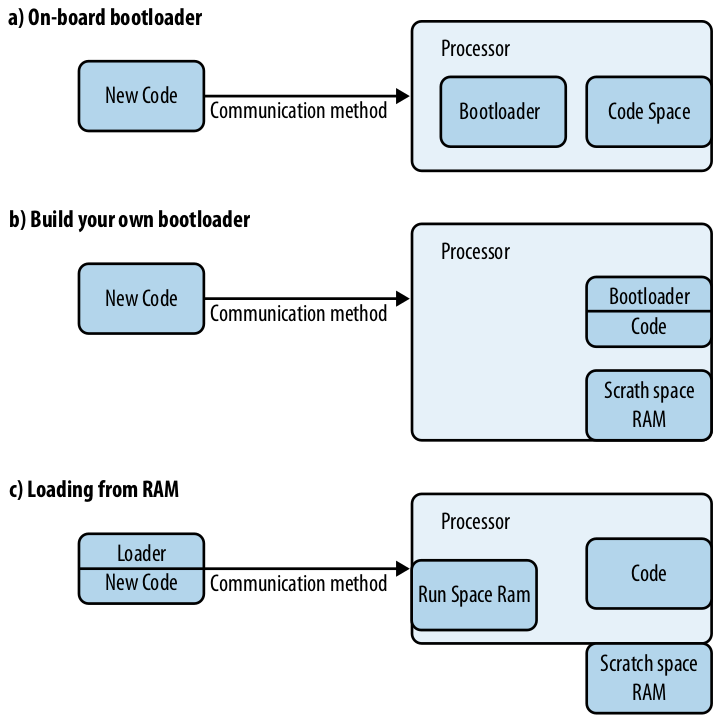 a) On-board bootloader
Processor
New Code
Communication method
Bootloader
Code Space
b) Build your own bootloader
Processor
New Code
Communication method
Bootloader
Code
Scrath space
RAM
c) Loading from RAM
Processor
Loader
New Code
Communication method
Run Space Ram
Code
Scratch space
RAM